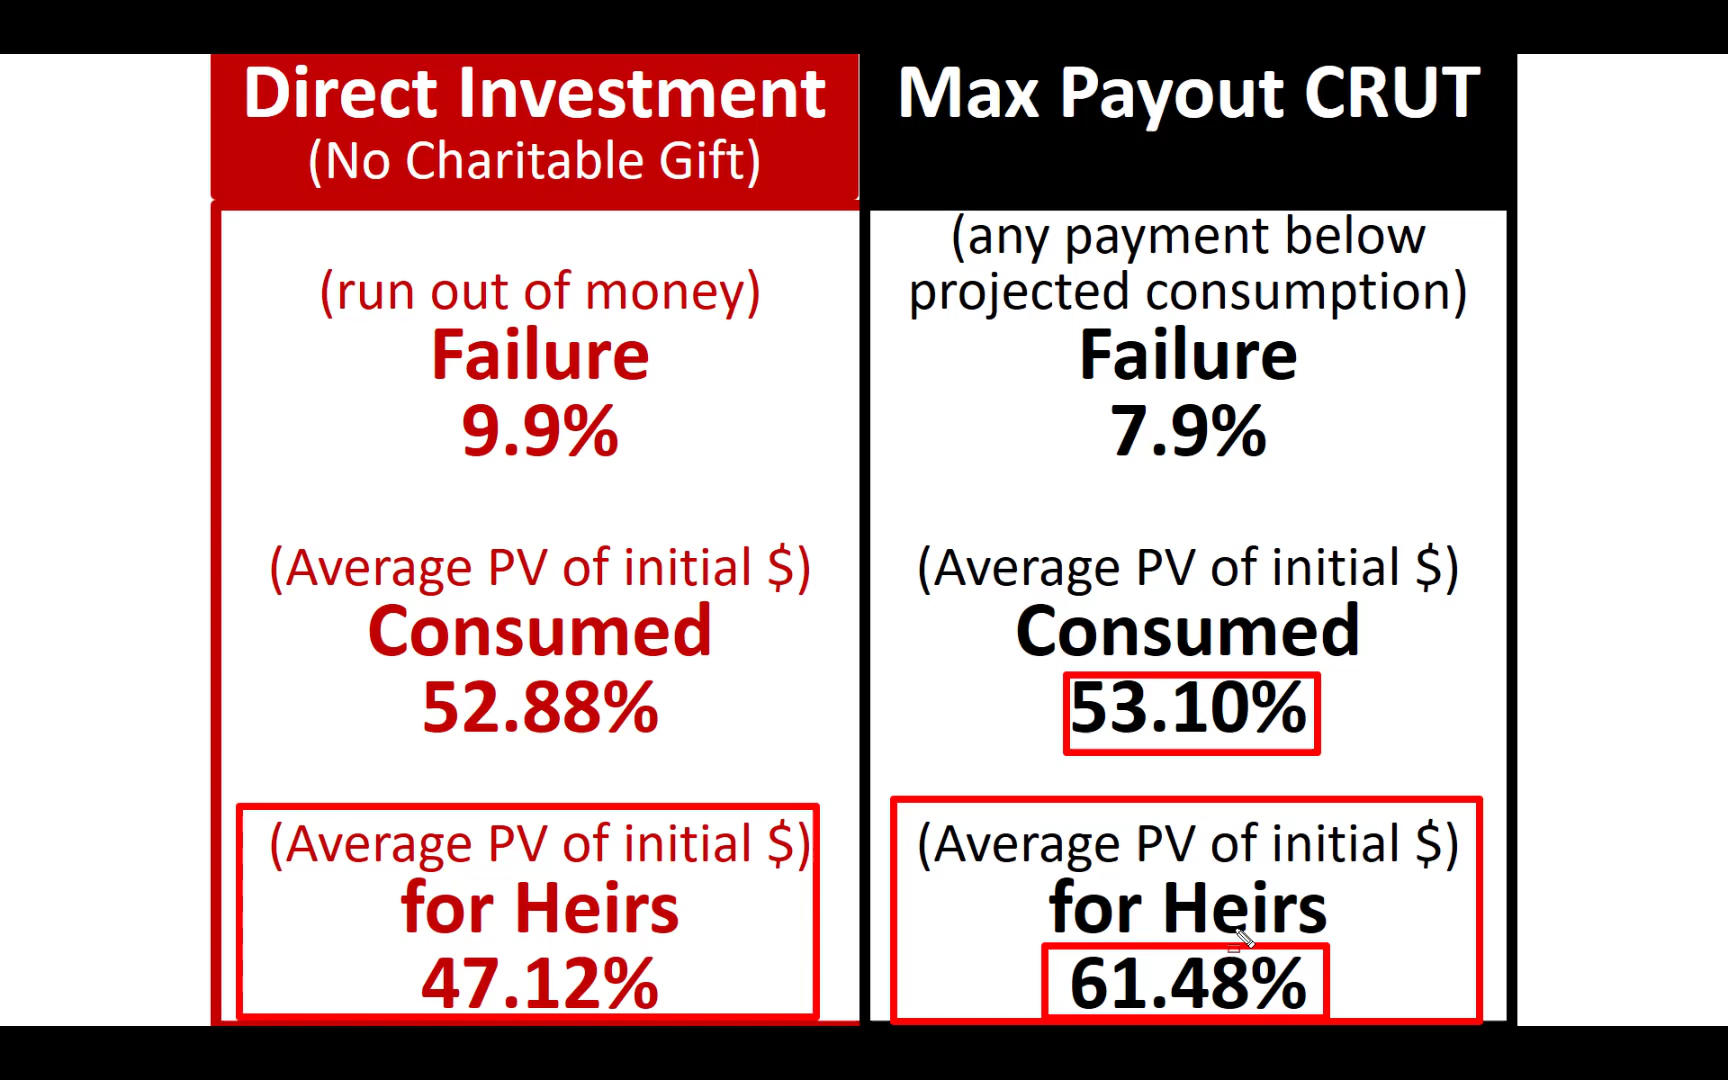 Direct Investment
(No Charitable Gift)
(run out of money)
Failure
9.9%
(Average PV of initial $)
Consumed
52.88%
(Average PV of initial $)
for Heirs
47.12%
Max Payout CRUT
(any payment below
projected consumption)
Failure
7.9%
(Average PV of initial $)
Consumed
53.10%
(Average PV of initial $)
for Heirs
61.48%